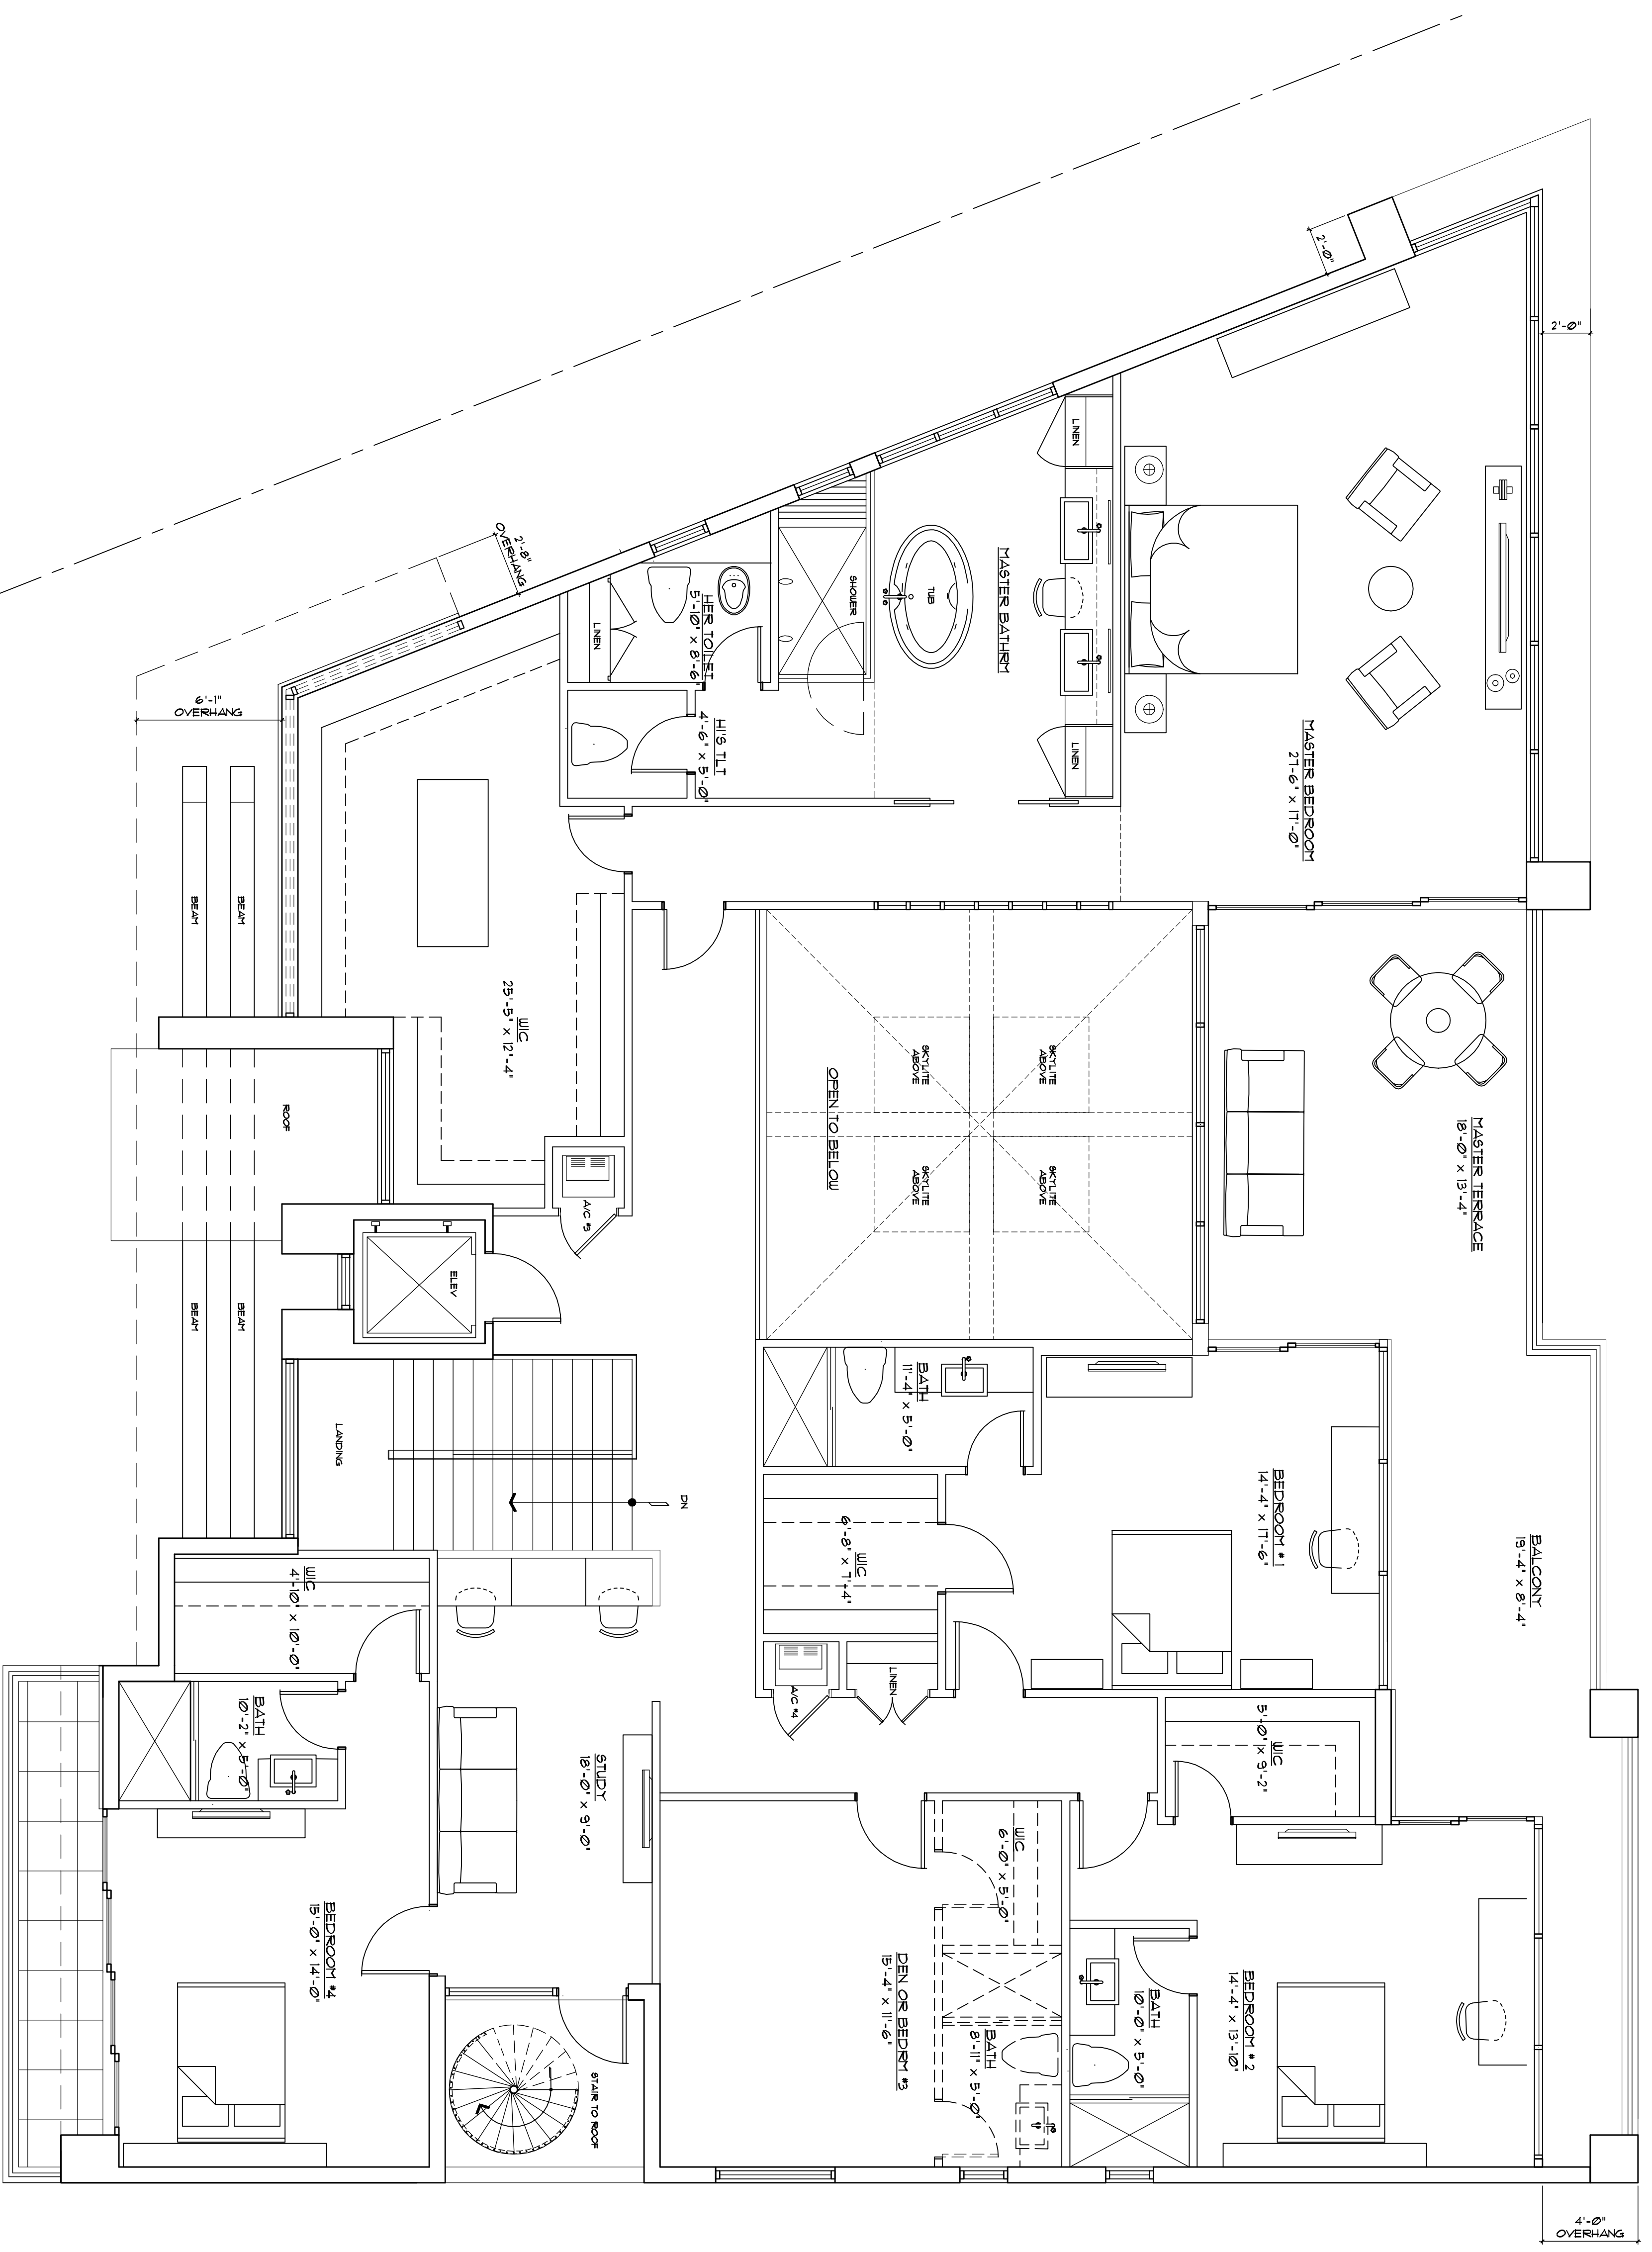 2'-0"
2'-0"
LINEN
MASTER BATHRM
TUB
SHOWER
2'-8"
OVERHANG
HER TOILET
5'-10" x 8'-6"
LINEN
HI'S TLT
4'-6" x 5'-0"
LINEN
MASTER BEDROOM
27'-6" x 17'-0"
6'-1"
OVERHANG
BEAM
BEAM
WIC
25'-5" x 12'-4"
SKYLITE
ABOVE
SKYLITE
ABOVE
OPEN TO BELOW
SKYLITE
ABOVE
SKYLITE
ABOVE
MASTER TERRACE
18'-0" x 13'-4"
ROOF
A/C #3
ELEV
BEAM
BEAM
LANDING
DN
BATH
11'-4" x 5'-0"
BEDROOM # 1
14'-4" x 17'-6"
WIC
6'-8" x 7'-4"
BALCONY
19'-4" x 8'-4"
WIC
4'-10" x 10'-0"
A/C #4
LINEN
WIC
5'-0" x 9'-2"
BATH
10'-2" x 5'-0"
STUDY
18'-0" x 9'-0"
WIC
6'-0" x 5'-0"
BEDROOM #4
15'-0" x 14'-0"
DEN OR BEDRM #3
15'-4" x 11'-6"
BATH
8'-11" x 5'-0"
BATH
10'-0" x 5'-0"
BEDROOM # 2
14'-4" x 13'-10"
STAIR TO ROOF
4'-0"
OVERHANG